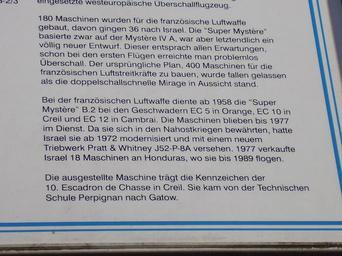 eingesetzte westeuropäische Überschallflugzeug.
180 Maschinen wurden für die französische Luftwaffe
gebaut, davon gingen 36 nach Israel. Die "Super Mystère"
basierte zwar auf der Mystère IV A, war aber letztendlich ein
völlig neuer Entwurf. Dieser entsprach allen Erwartungen,
schon bei den ersten Flügen erreichte man problemlos
Überschall. Der ursprüngliche Plan, 400 Maschinen für die
französischen Luftstreitkräfte zu bauen, wurde fallen gelassen
als die doppelschallschnelle Mirage in Aussicht stand.
Bei der französischen Luftwaffe diente ab 1958 die "Super
Mystère" B.2 bei den Geschwadern EC 5 in Orange, EC 10 in
Creil und EC 12 in Cambrai. Die Maschinen blieben bis 1977
im Dienst. Da sie sich in den Nahostkriegen bewährten, hatte
Israel sie ab 1972 modernisiert und mit einem neuem
Triebwerk Pratt & Whitney J52-P-8A versehen. 1977 verkaufte
Israel 18 Maschinen an Honduras, wo sie bis 1989 flogen.
Die ausgestellte Maschine trägt die Kennzeichen der
10. Escadron de Chasse in Creil. Sie kam von der Technischen
Schule Perpignan nach Gatow.